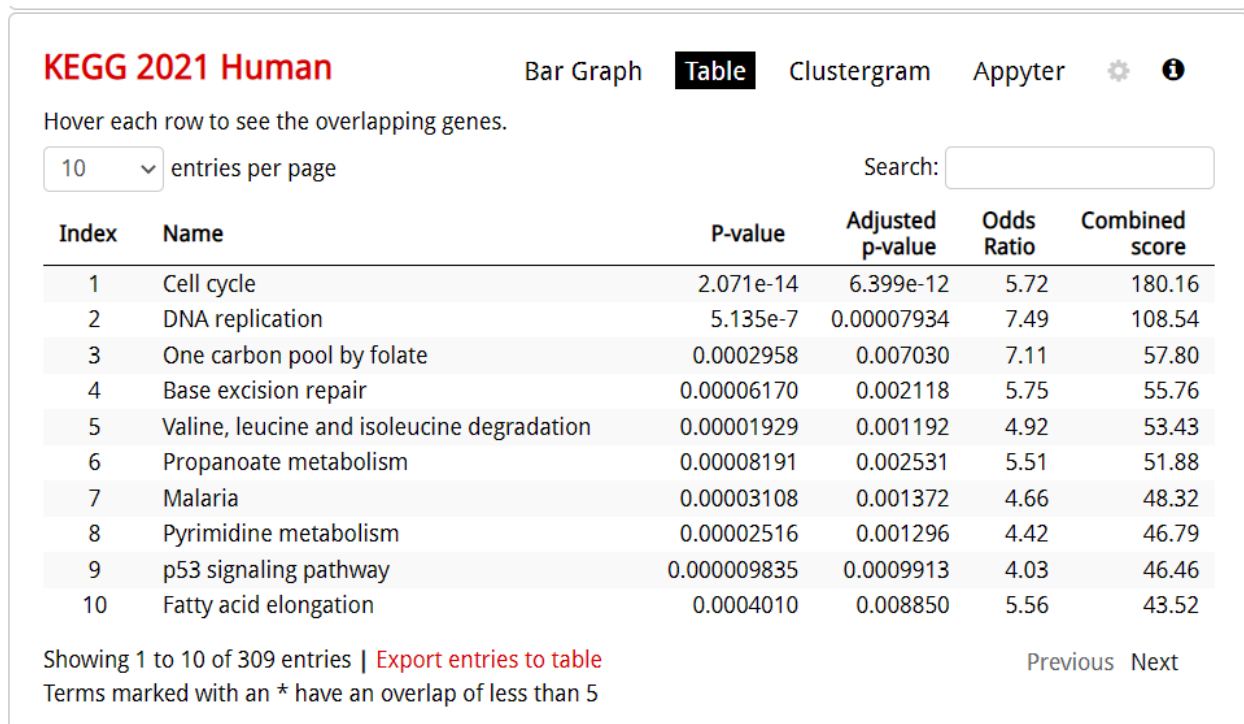 KEGG 2021 Human Bar Graph Table Clustergram Appyter
Hover each row to see the overlapping genes.
10 entries per page Search:
Index Name P-value Adjusted p-value Odds Ratio Combined score
1 Cell cycle 2.071e-14 6.399e-12 5.72 180.16
2 DNA replication 5.135e-7 0.00007934 7.49 108.54
3 One carbon pool by folate 0.0002958 0.007030 7.11 57.80
4 Base excision repair 0.00006170 0.002118 5.75 55.76
5 Valine, leucine and isoleucine degradation 0.00001929 0.001192 4.92 53.43
6 Propanoate metabolism 0.00008191 0.002531 5.51 51.88
7 Malaria 0.00003108 0.001372 4.66 48.32
8 Pyrimidine metabolism 0.00002516 0.001296 4.42 46.79
9 p53 signaling pathway 0.000009835 0.0009913 4.03 46.46
10 Fatty acid elongation 0.0004010 0.008850 5.56 43.52
Showing 1 to 10 of 309 entries | Export entries to table Previous Next
Terms marked with an * have an overlap of less than 5